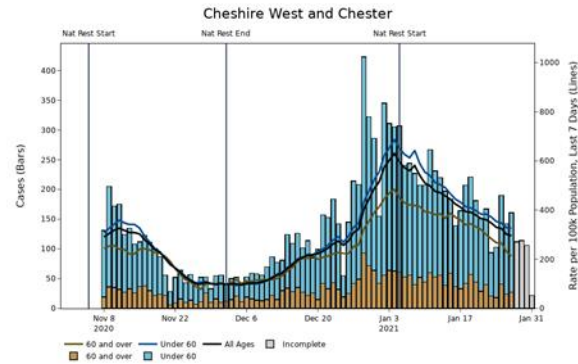 Cheshire West and Chester
Nat Rest Start
Nat Rest End
Nat Rest Start
Cases (Bars)
400
350
300
250
200
150
100
50
0
Rate per 100k Population, Last 7 Days (Lines)
1000
800
600
400
200
0
Nov 8
2020
Nov 22
Dec 6
Dec 20
Jan 3
2021
Jan 17
Jan 31
60 and over
Under 60
All Ages
Incomplete
60 and over
Under 60